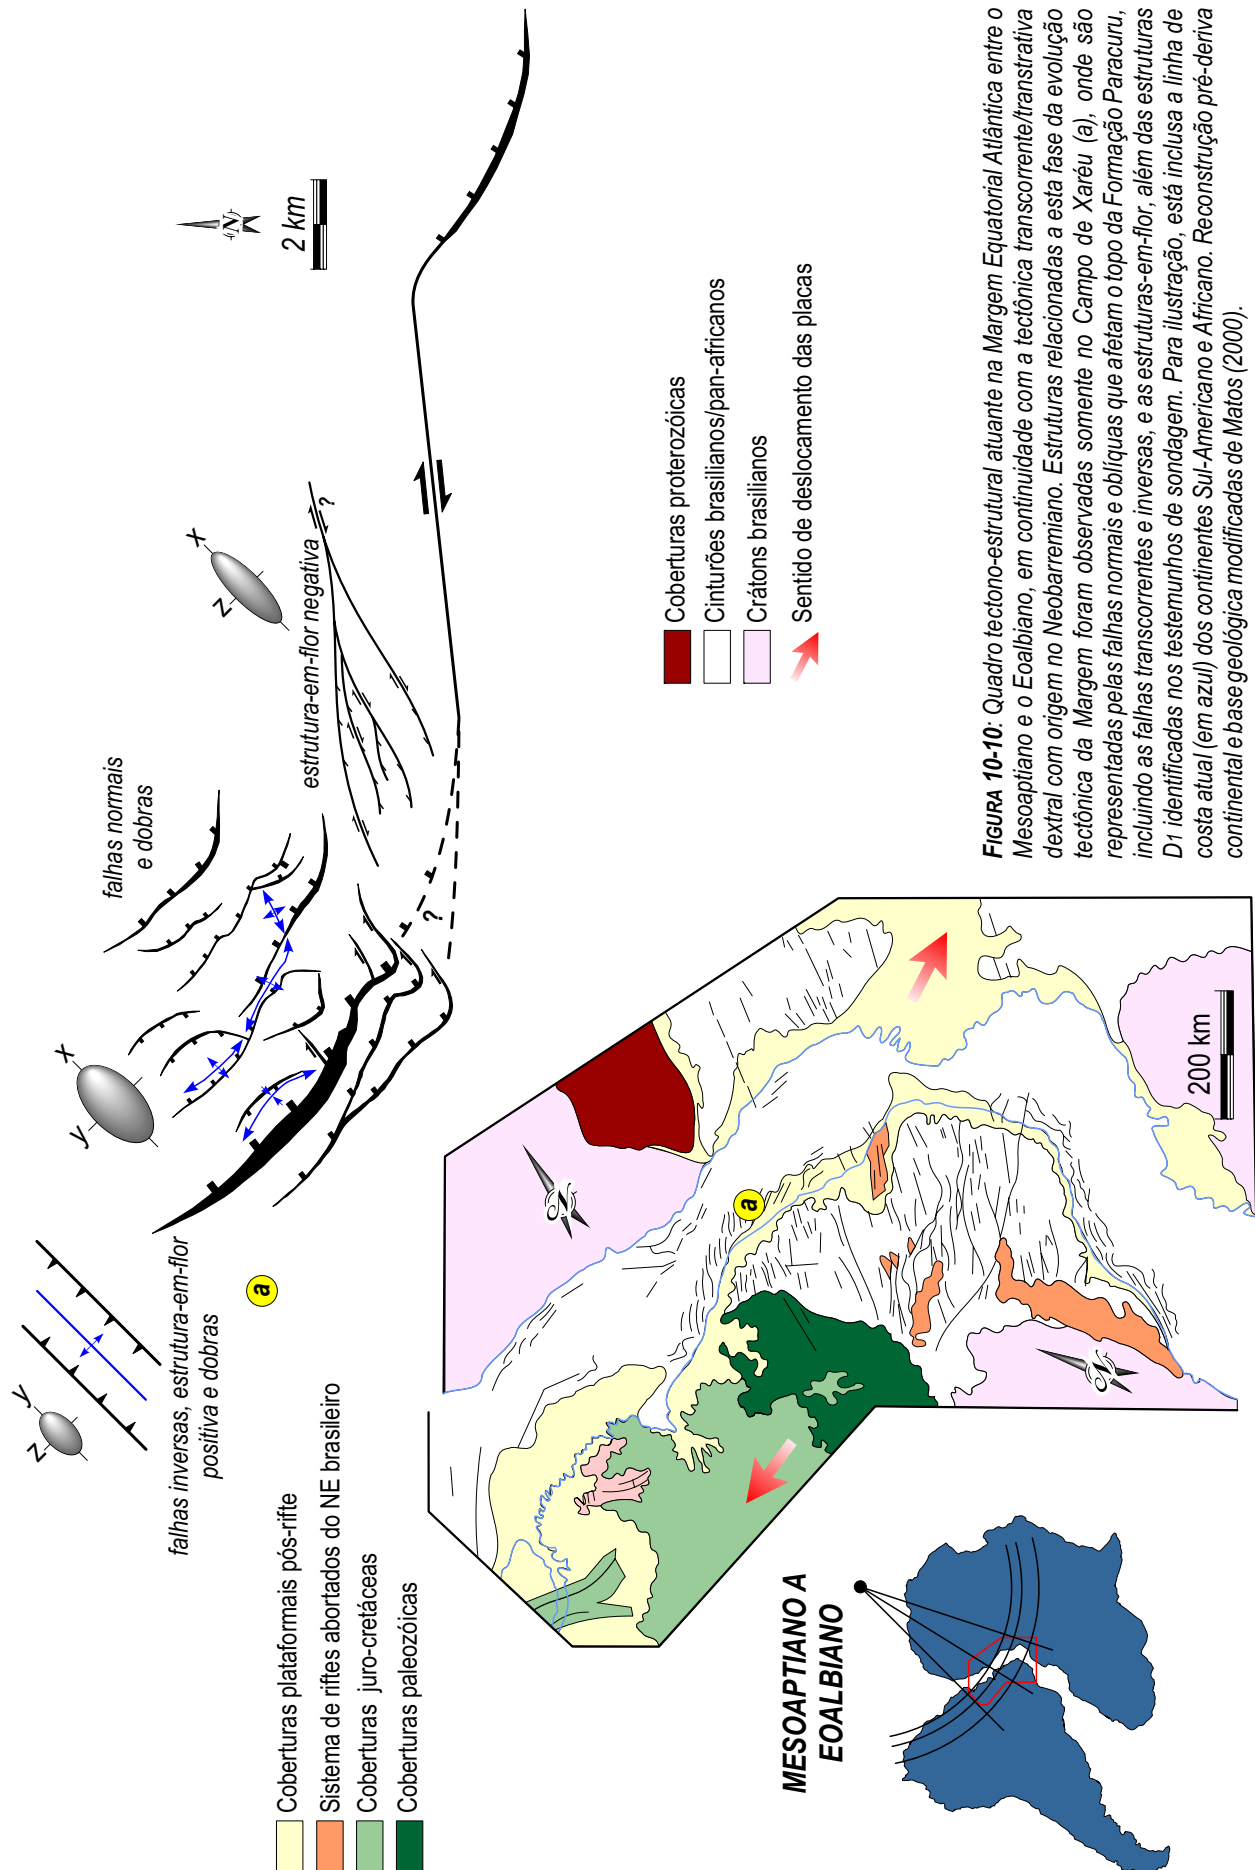 falhas inversas, estrutura-em-flor
positiva e dobras
z
y
a
y
x
falhas normais
e dobras
z
x
estrutura-em-flor negativa
?
?
N
2 km
Coberturas plataformais pós-rifte
Sistema de riftes abortados do NE brasileiro
Coberturas juro-cretáceas
Coberturas paleozóicas
Coberturas proterozóicas
Cinturões brasilianos/pan-africanos
Crátons brasilianos
Sentido de deslocamento das placas
N
a
N
200 km
MESOAPTIANO A
EOALBIANO
FIGURA 10-10: Quadro tectono-estrutural atuante na Margem Equatorial Atlântica entre o
Mesoaptiano e o Eoalbiano, em continuidade com a tectônica transcorrente/transtrativa
dextral com origem no Neobarremiano. Estruturas relacionadas a esta fase da evolução
tectônica da Margem foram observadas somente no Campo de Xaréu (a), onde são
representadas pelas falhas normais e oblíquas que afetam o topo da Formação Paracuru,
incluindo as falhas transcorrentes e inversas, e as estruturas-em-flor, além das estruturas
D1 identificadas nos testemunhos de sondagem. Para ilustração, está inclusa a linha de
costa atual (em azul) dos continentes Sul-Americano e Africano. Reconstrução pré-deriva
continental e base geológica modificadas de Matos (2000).